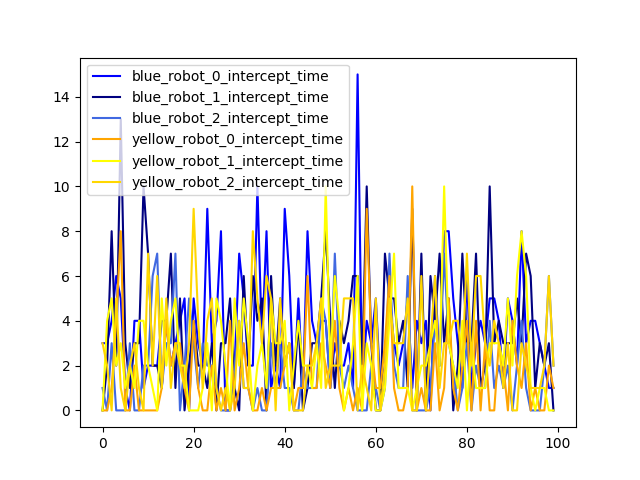 blue_robot_0_intercept_time
blue_robot_1_intercept_time
blue_robot_2_intercept_time
yellow_robot_0_intercept_time
yellow_robot_1_intercept_time
yellow_robot_2_intercept_time
14
12
10
8
6
4
2
0
0 20 40 60 80 100